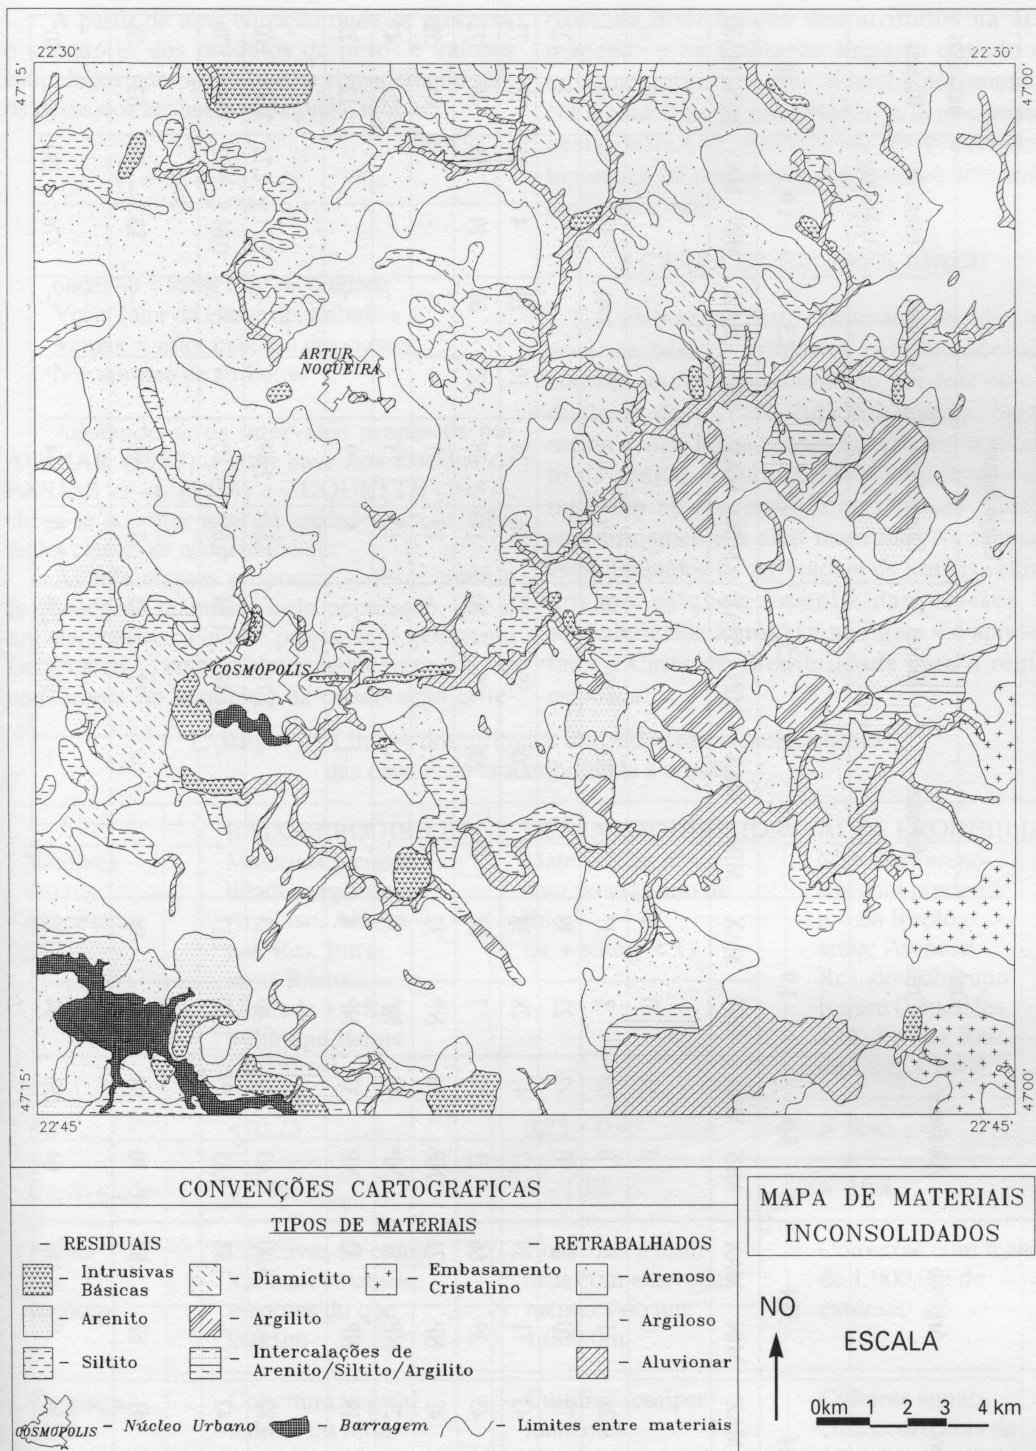 22°30'
22°30'
47°15'
47°00'
ARTUR
NOGUEIRA
COSMÓPOLIS
47°15'
47°00'
22°45'
22°45'
CONVENÇÕES CARTOGRÁFICAS
TIPOS DE MATERIAIS
– RESIDUAIS
– RETRABALHADOS
– Intrusivas Básicas
– Diamictito
– Embasamento Cristalino
– Arenoso
– Arenito
– Argilito
– Argiloso
– Siltito
– Intercalações de Arenito/Siltito/Argilito
– Aluvionar
COSMÓPOLIS – Núcleo Urbano – Barragem – Limites entre materiais
MAPA DE MATERIAIS
INCONSOLIDADOS
NO
ESCALA
0km 1 2 3 4 km